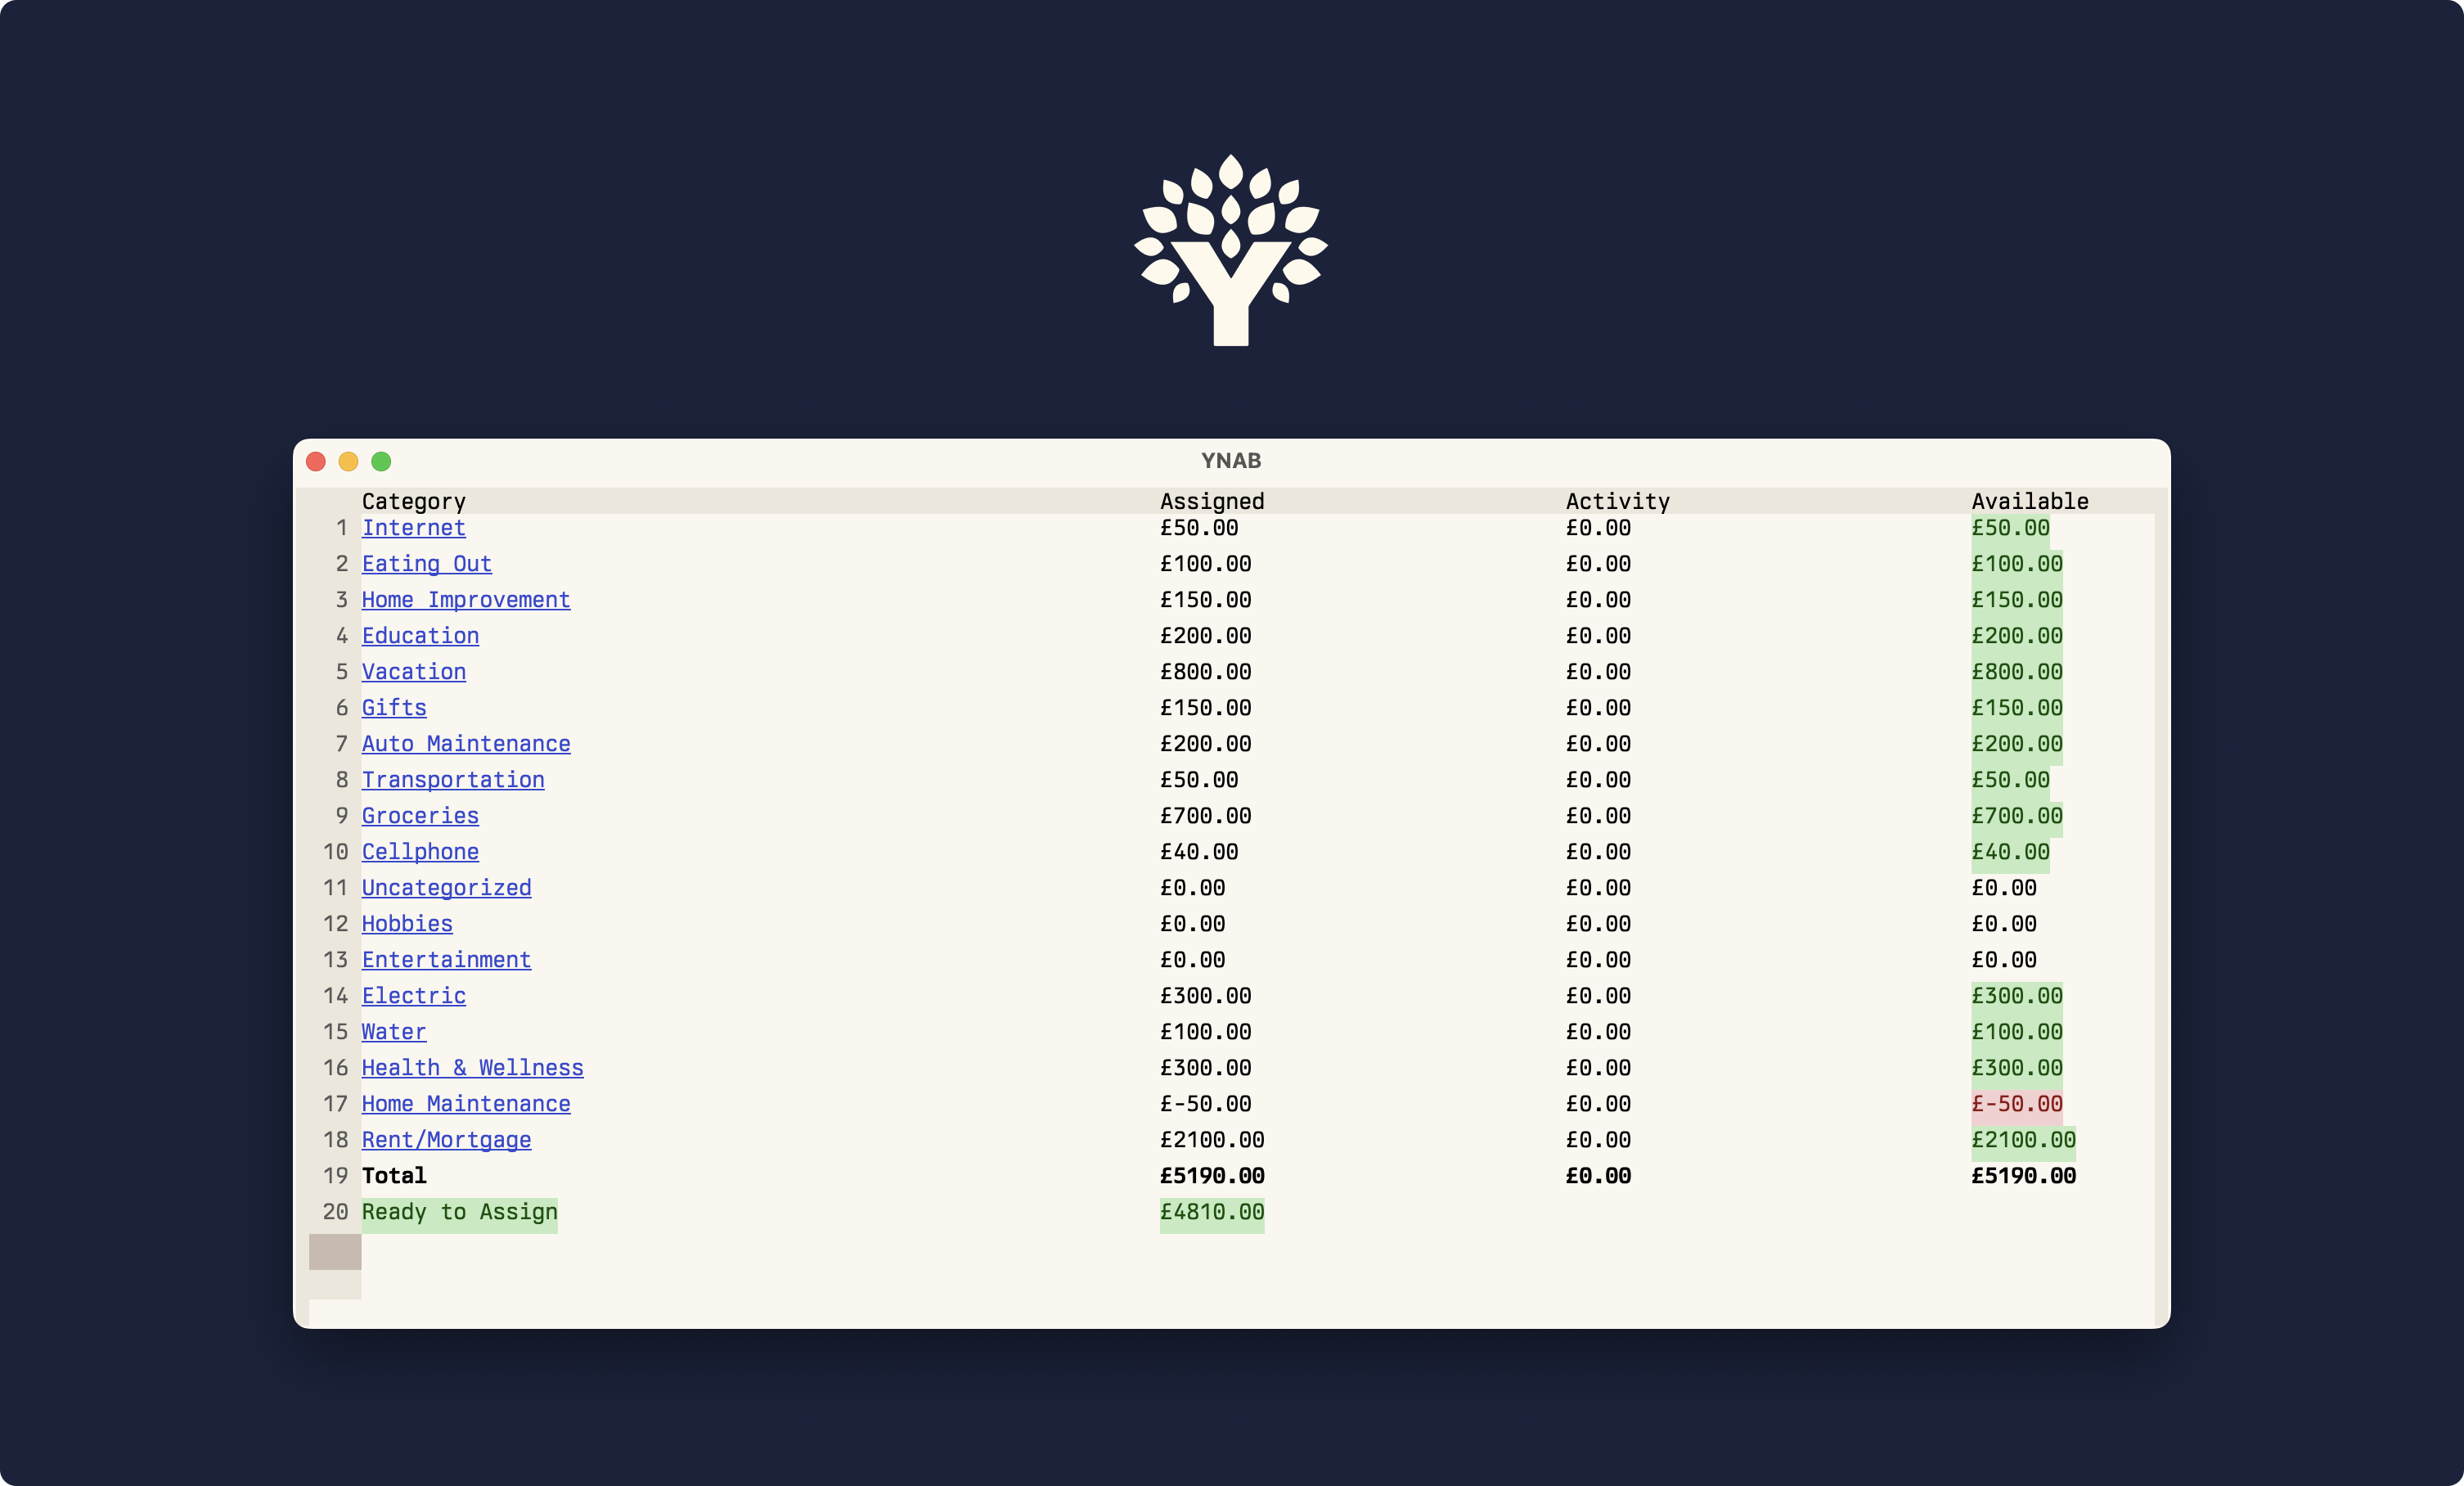 Y
YNAB
Category Assigned Activity Available
1 Internet £50.00 £0.00 £50.00
2 Eating Out £100.00 £0.00 £100.00
3 Home Improvement £150.00 £0.00 £150.00
4 Education £200.00 £0.00 £200.00
5 Vacation £800.00 £0.00 £800.00
6 Gifts £150.00 £0.00 £150.00
7 Auto Maintenance £200.00 £0.00 £200.00
8 Transportation £50.00 £0.00 £50.00
9 Groceries £700.00 £0.00 £700.00
10 Cellphone £40.00 £0.00 £40.00
11 Uncategorized £0.00 £0.00 £0.00
12 Hobbies £0.00 £0.00 £0.00
13 Entertainment £0.00 £0.00 £0.00
14 Electric £300.00 £0.00 £300.00
15 Water £100.00 £0.00 £100.00
16 Health & Wellness £300.00 £0.00 £300.00
17 Home Maintenance £-50.00 £0.00 £-50.00
18 Rent/Mortgage £2100.00 £0.00 £2100.00
19 Total £5190.00 £0.00 £5190.00
20 Ready to Assign £4810.00